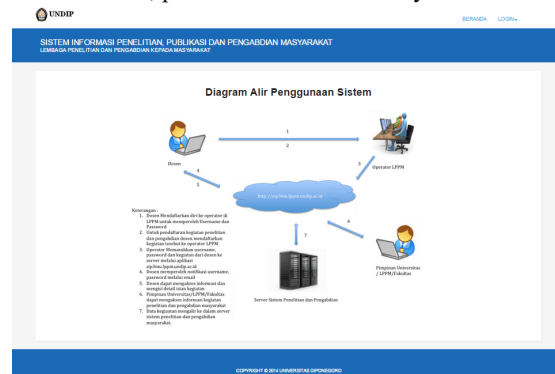 UNDIP
BERANDA LOGIN
SISTEM INFORMASI PENELITIAN, PUBLIKASI DAN PENGABDIAN MASYARAKAT
LEMBAGA PENELITIAN DAN PENGABDIAN KEPADA MASYARAKAT
Diagram Alir Penggunaan Sistem
1
2
Dosen
Operator LPPM
3
4
5
Keterangan :
1. Dosen Mendaftarkan diri ke operator di
LPPM untuk memperoleh Username dan
Password
2. Untuk pendaftaran kegiatan penelitian
dan pengabdian dosen mendaftarkan
kegiatan tersebut ke operator LPPM
3. Operator Memasukkan username,
password dan kegiatan dari dosen ke
server melalui aplikasi
4. Dosen memperoleh notifikasi username,
password melalui email
5. Dosen dapat mengakses informasi dan
mengisi detail isian kegiatan
6. Pimpinan Universitas/LPPM/Fakultas
dapat mengakses informasi kegiatan
penelitian dan pengabdian masyarakat
7. Data kegiatan mengalir ke dalam server
sistem penelitian dan pengabdian
masyarakat.
6
7
Pimpinan Universitas
/ LPPM/Fakultas
Server Sistem Penelitian dan Pengabdian
COPYRIGHT © 2014 UNIVERSITAS DIPONEGORO